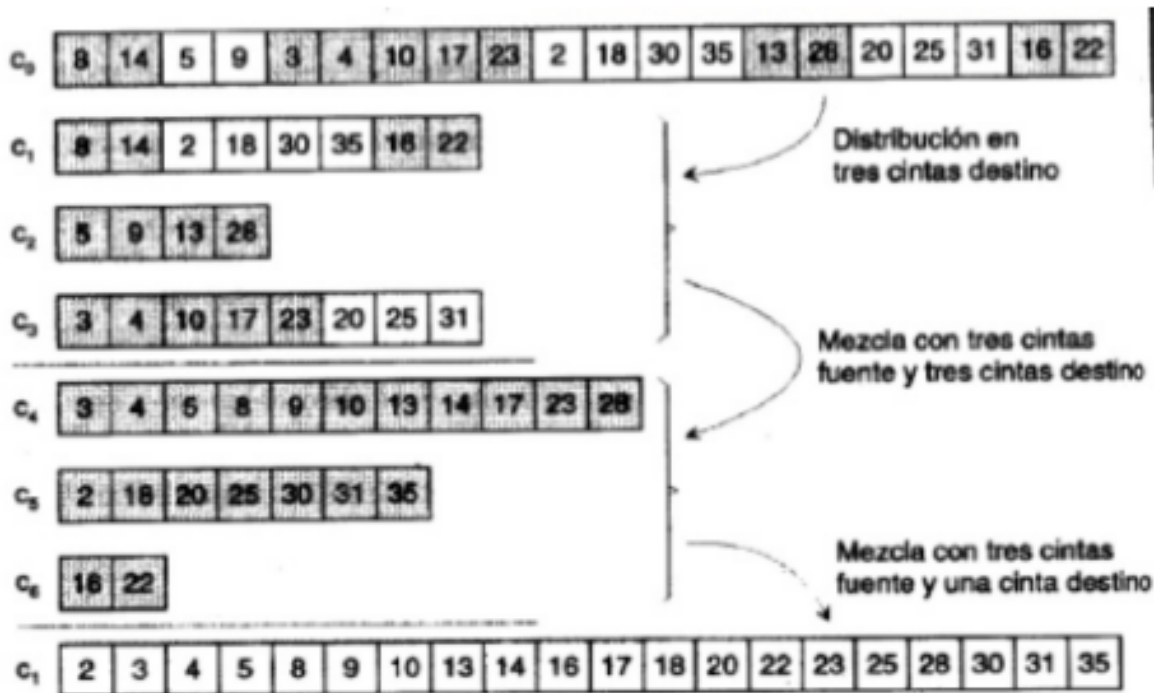 C₀ 8 14 5 9 3 4 10 17 23 2 18 30 35 13 28 20 25 31 16 22
C₁ 8 14 2 18 30 35 16 22
Distribución en
tres cintas destino
C₂ 5 9 13 28
C₃ 3 4 10 17 23 20 25 31
Mezcla con tres cintas
fuente y tres cintas destino
C₄ 3 4 5 8 9 10 13 14 17 23 28
C₅ 2 18 20 25 30 31 35
Mezcla con tres cintas
fuente y una cinta destino
C₆ 16 22
C₁ 2 3 4 5 8 9 10 13 14 16 17 18 20 22 23 25 28 30 31 35